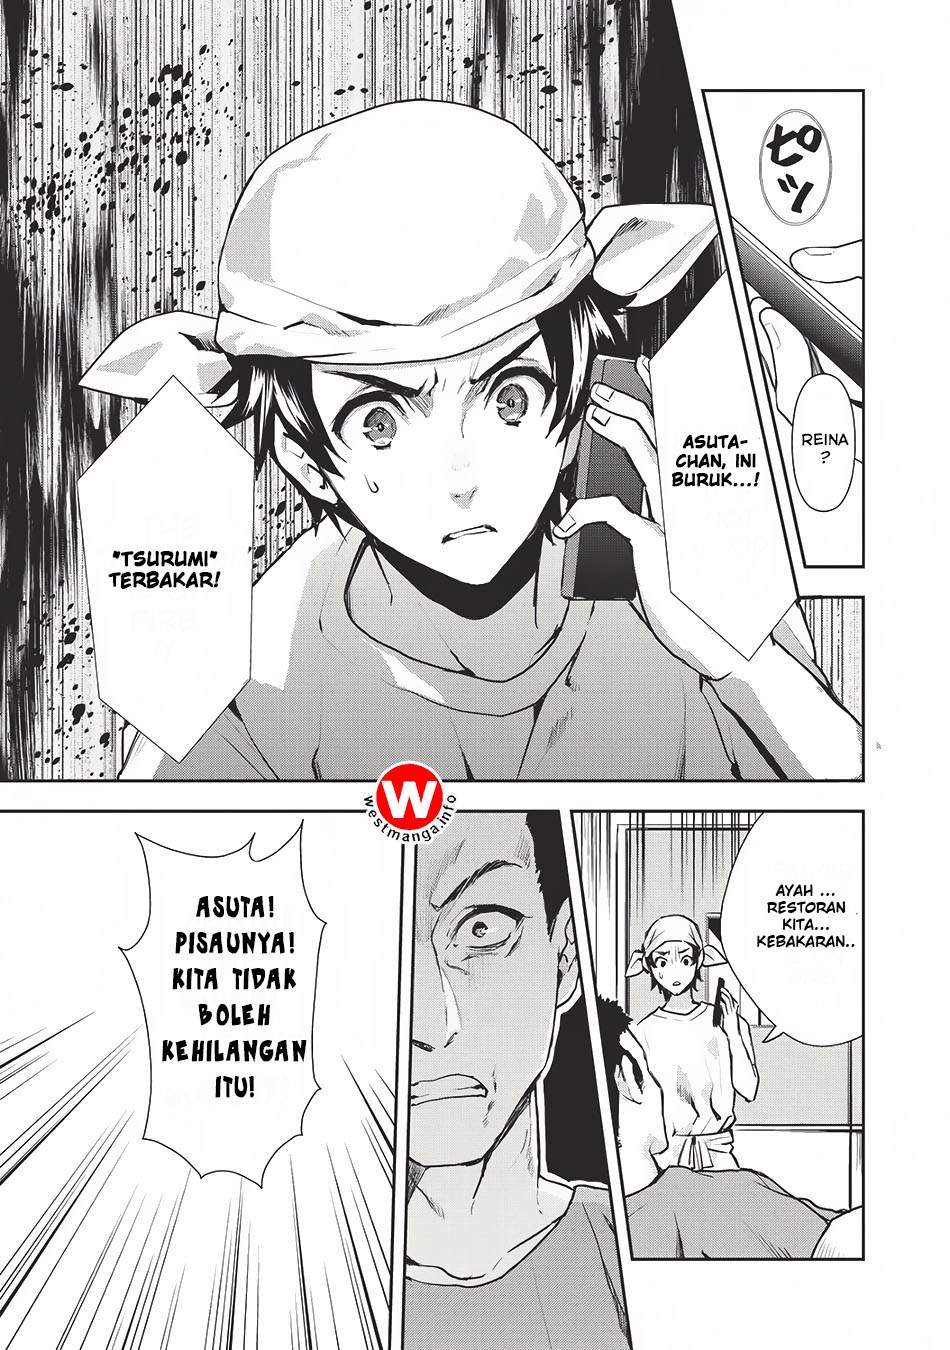 ピッ
REINA
?
ASUTA-
CHAN, INI
BURUK...!
"TSURUMI"
TERBAKAR!
W
westmanga.info
AYAH ...
RESTORAN
KITA...
KEBAKARAN..
ASUTA!
PISAUNYA!
KITA TIDAK
BOLEH
KEHILANGAN
ITU!